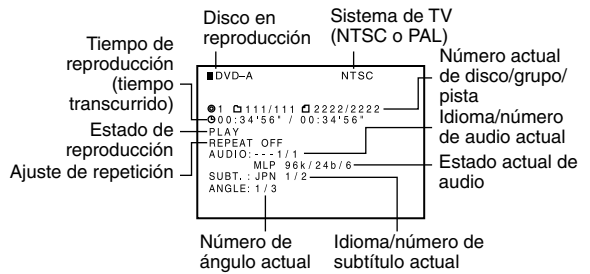 Disco en
reproducción
Sistema de TV
(NTSC o PAL)
Tiempo de
reproducción
(tiempo
transcurrido)
Estado de
reproducción
Ajuste de repetición
DVD–A NTSC
1 111/111 2222/2222
00:34'56" / 00:34'56"
PLAY
REPEAT OFF
AUDIO:---1/1
MLP 96k/24b/6
SUBT.:JPN 1/2
ANGLE:1/3
Número actual
de disco/grupo/
pista
Idioma/número
de audio actual
Estado actual de
audio
Número de
ángulo actual
Idioma/número de
subtítulo actual